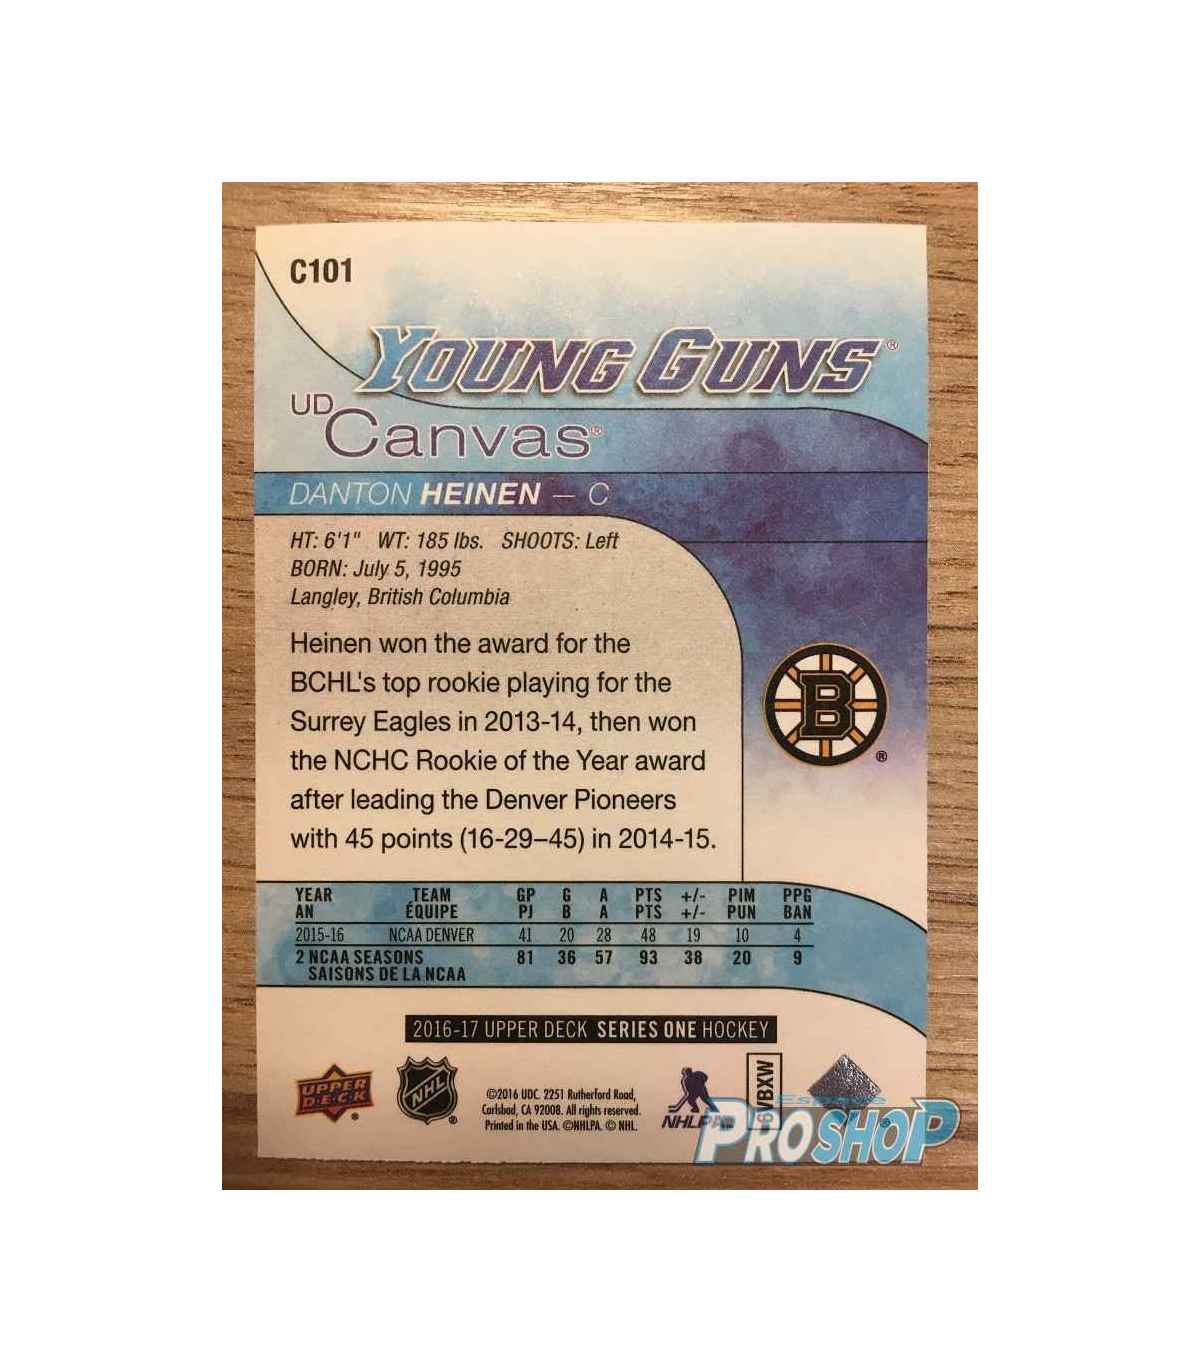 C101
YOUNG GUNS®
UD Canvas®
DANTON HEINEN — C
HT: 6'1" WT: 185 lbs. SHOOTS: Left
BORN: July 5, 1995
Langley, British Columbia
Heinen won the award for the
BCHL's top rookie playing for the
Surrey Eagles in 2013-14, then won
the NCHC Rookie of the Year award
after leading the Denver Pioneers
with 45 points (16-29–45) in 2014-15.
B
®
YEAR TEAM GP G A PTS +/- PIM PPG
AN ÉQUIPE PJ B A PTS +/- PUN BAN
2015-16 NCAA DENVER 41 20 28 48 19 10 4
2 NCAA SEASONS 81 36 57 93 38 20 9
SAISONS DE LA NCAA
2016-17 UPPER DECK SERIES ONE HOCKEY
UPPER DECK
®
NHL
®
©2016 UDC. 2251 Rutherford Road,
Carlsbad, CA 92008. All rights reserved.
Printed in the USA. ©NHLPA. © NHL.
NHLPA
6VBXW
PROSHOP